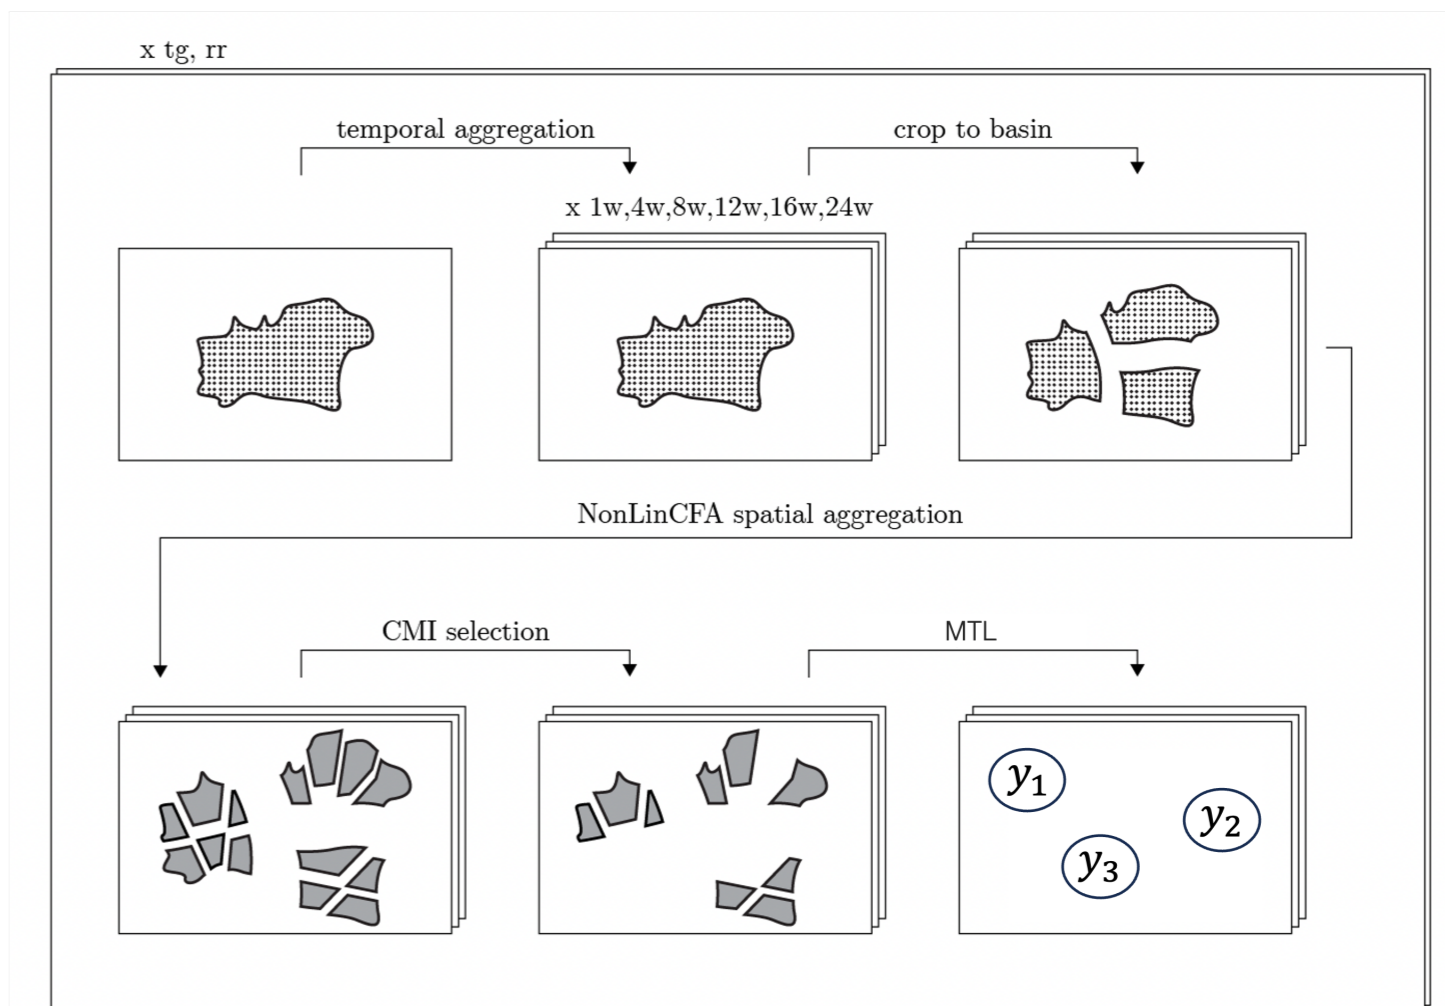 x tg, rr
temporal aggregation
crop to basin
x 1w,4w,8w,12w,16w,24w
NonLinCFA spatial aggregation
CMI selection
MTL
y₁
y₂
y₃